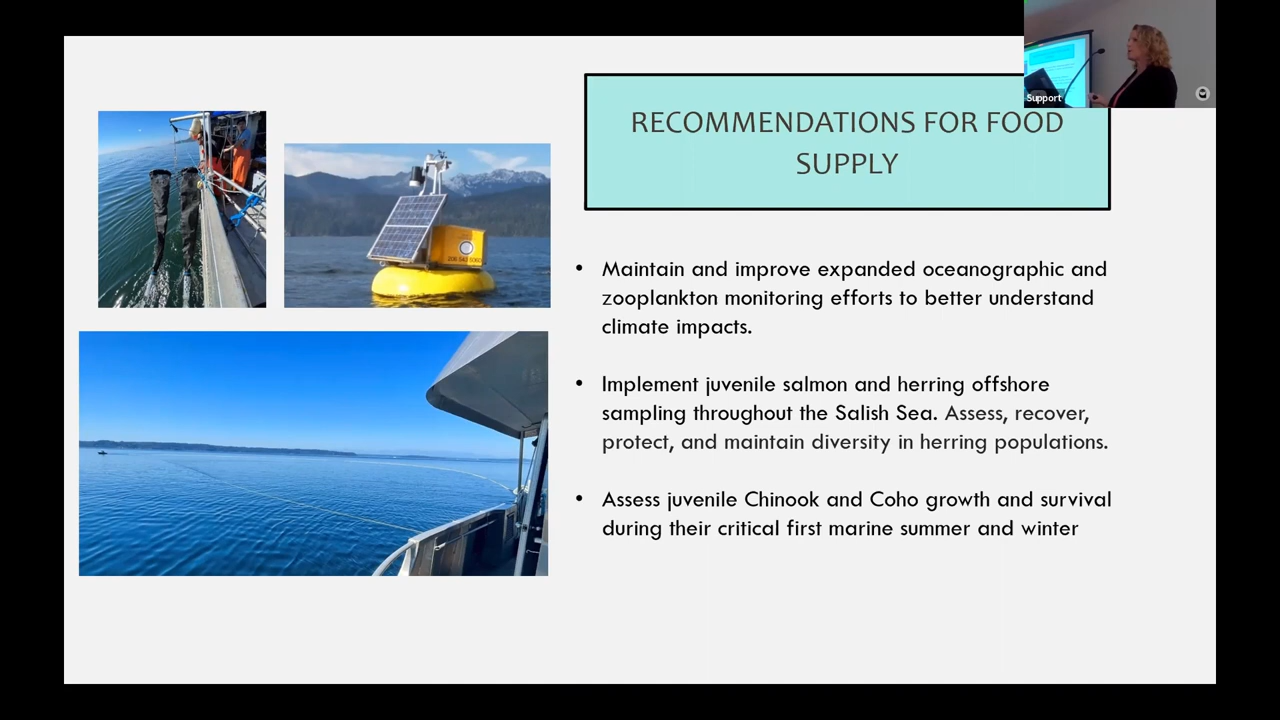 Support
RECOMMENDATIONS FOR FOOD
SUPPLY
• Maintain and improve expanded oceanographic and
zooplankton monitoring efforts to better understand
climate impacts.
• Implement juvenile salmon and herring offshore
sampling throughout the Salish Sea. Assess, recover,
protect, and maintain diversity in herring populations.
• Assess juvenile Chinook and Coho growth and survival
during their critical first marine summer and winter